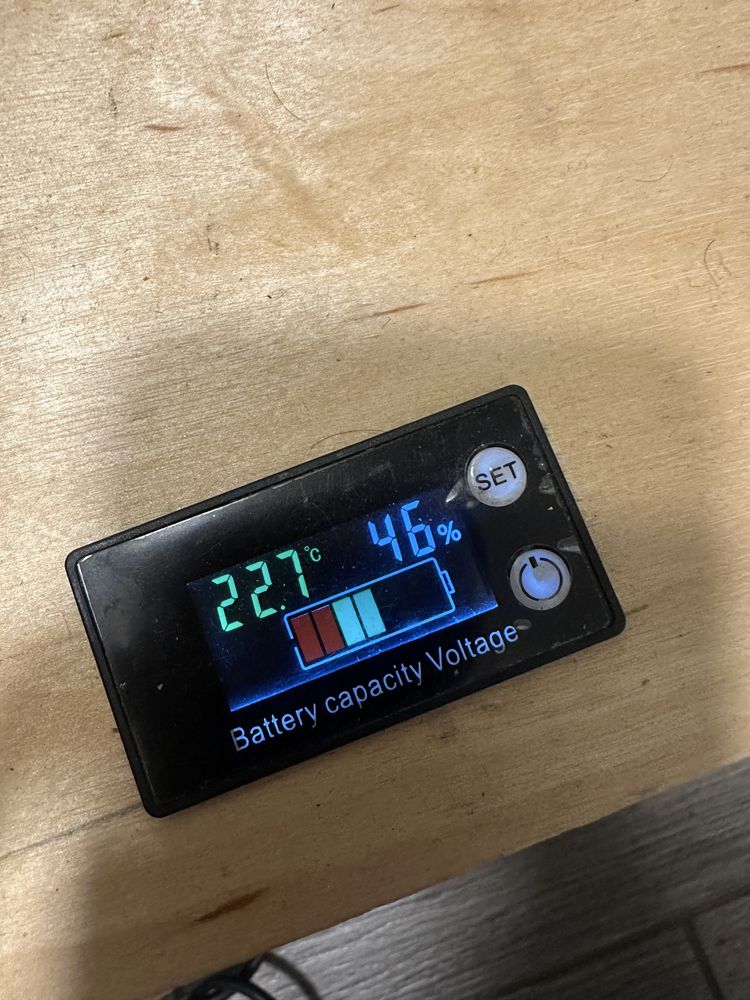 SET
22.7°C 46%
Battery capacity Voltage